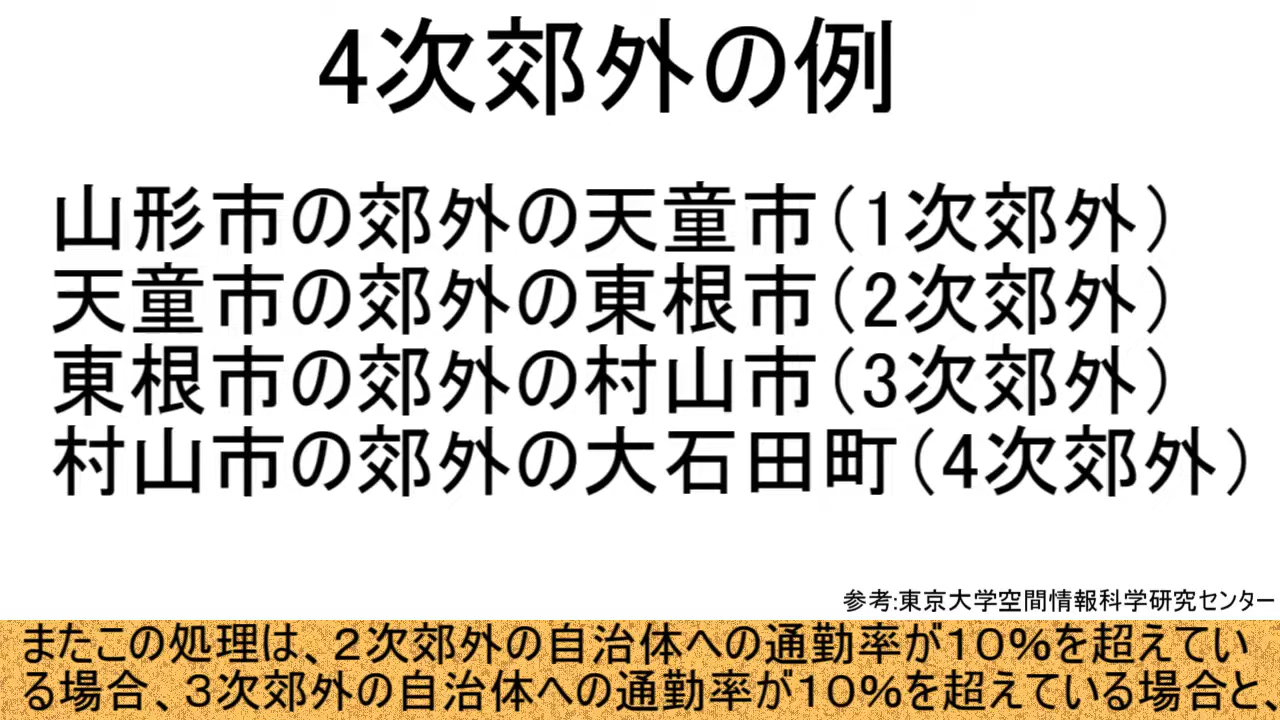 4次郊外の例
山形市の郊外の天童市(1次郊外)
天童市の郊外の東根市(2次郊外)
東根市の郊外の村山市(3次郊外)
村山市の郊外の大石田町(4次郊外)
参考:東京大学空間情報科学研究センター
またこの処理は、２次郊外の自治体への通勤率が１０％を超えてい
る場合、３次郊外の自治体への通勤率が１０％を超えている場合と、